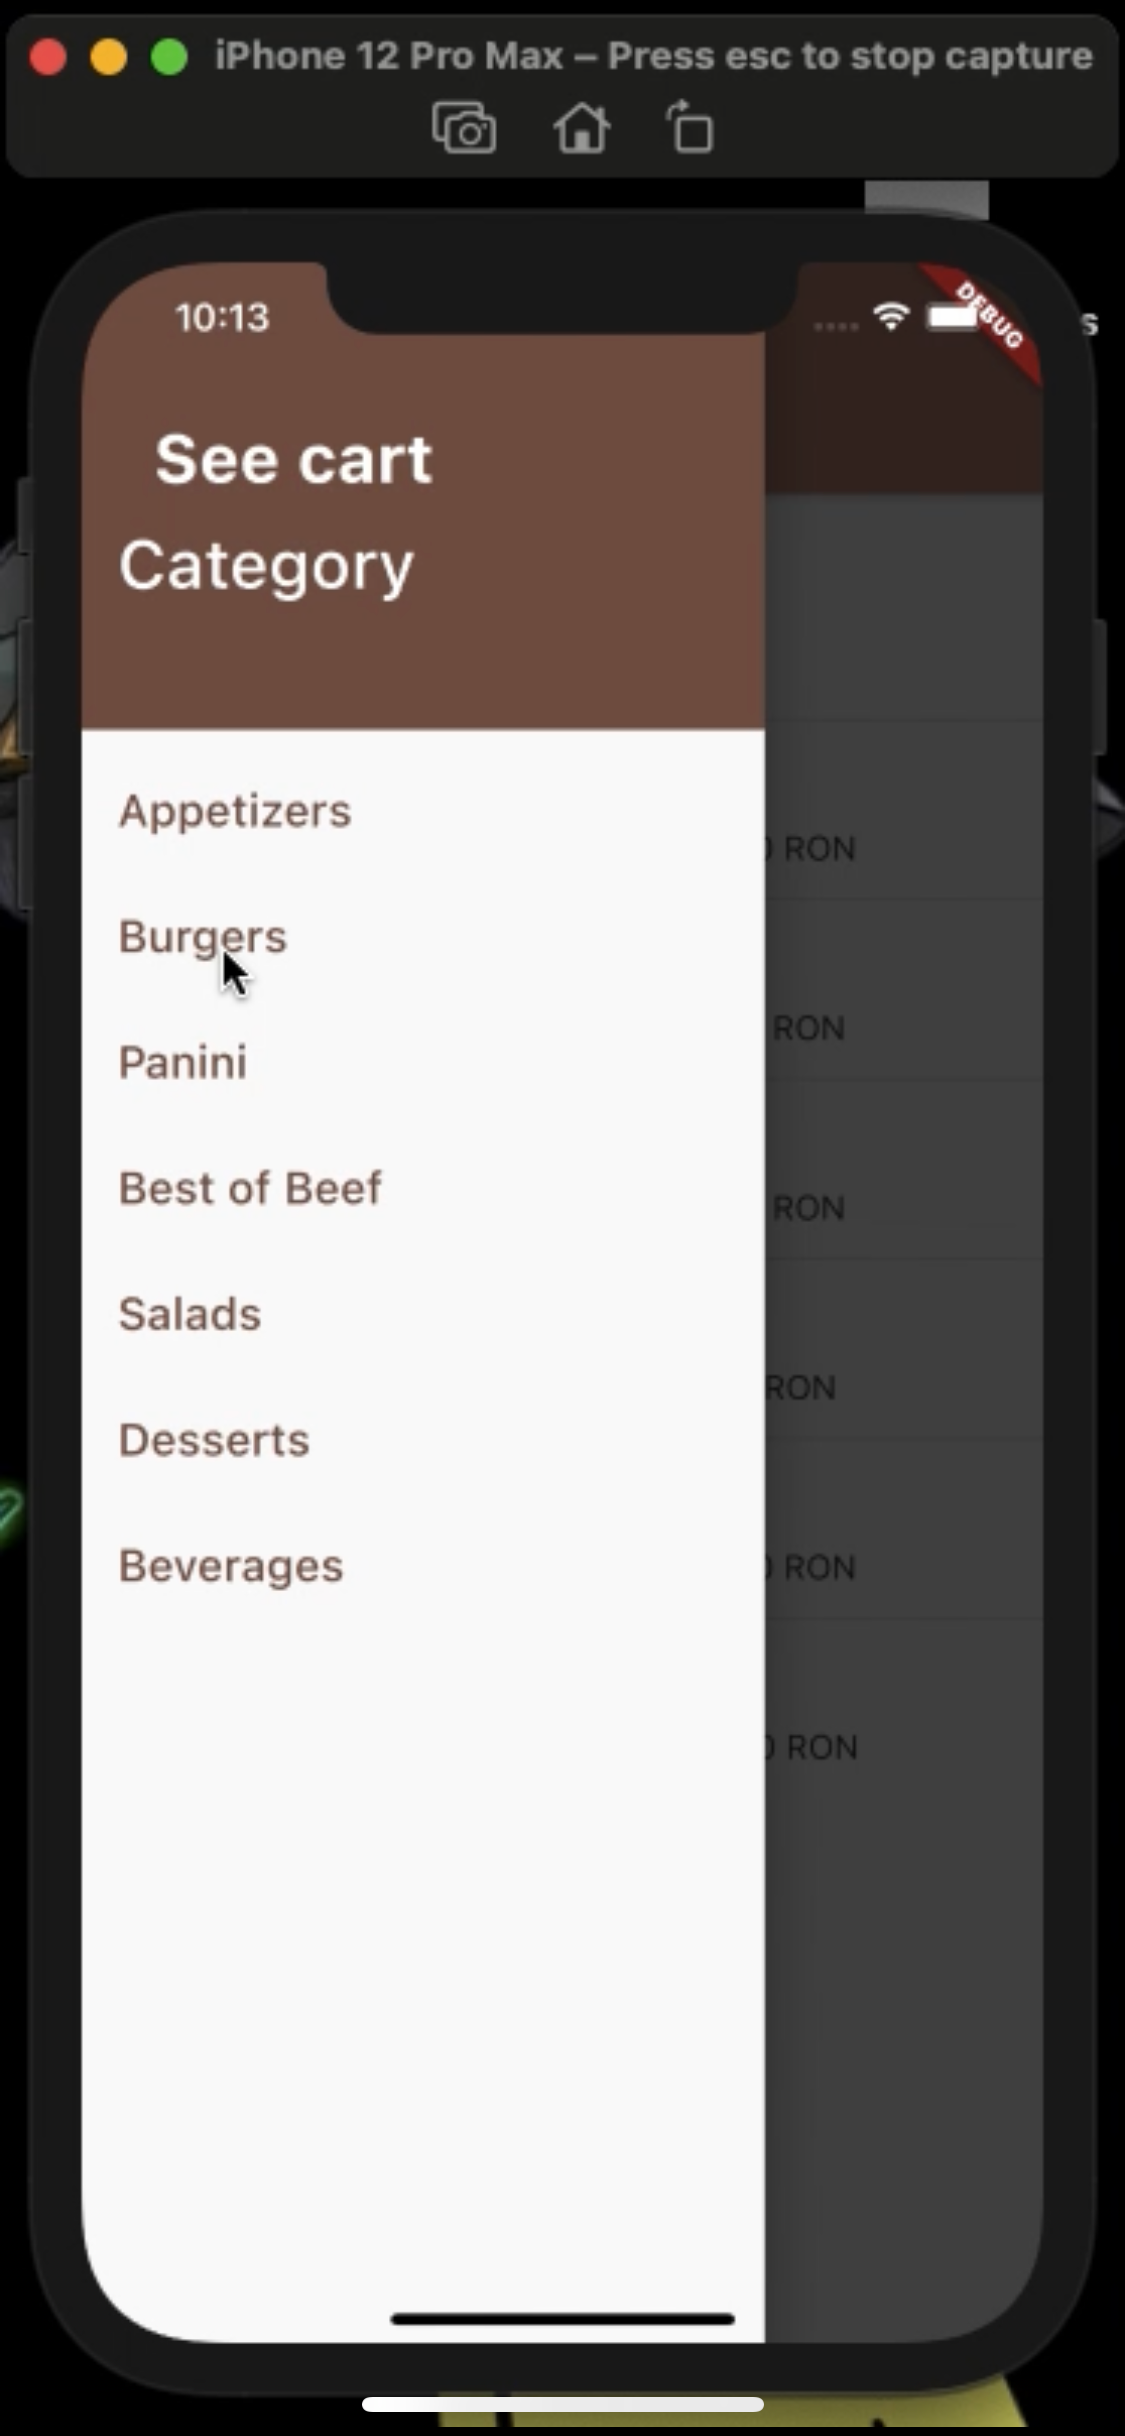 iPhone 12 Pro Max – Press esc to stop capture
10:13
DEBUG
s
See cart
Category
Appetizers
RON
Burgers
RON
Panini
Best of Beef
RON
Salads
RON
Desserts
Beverages
RON
RON